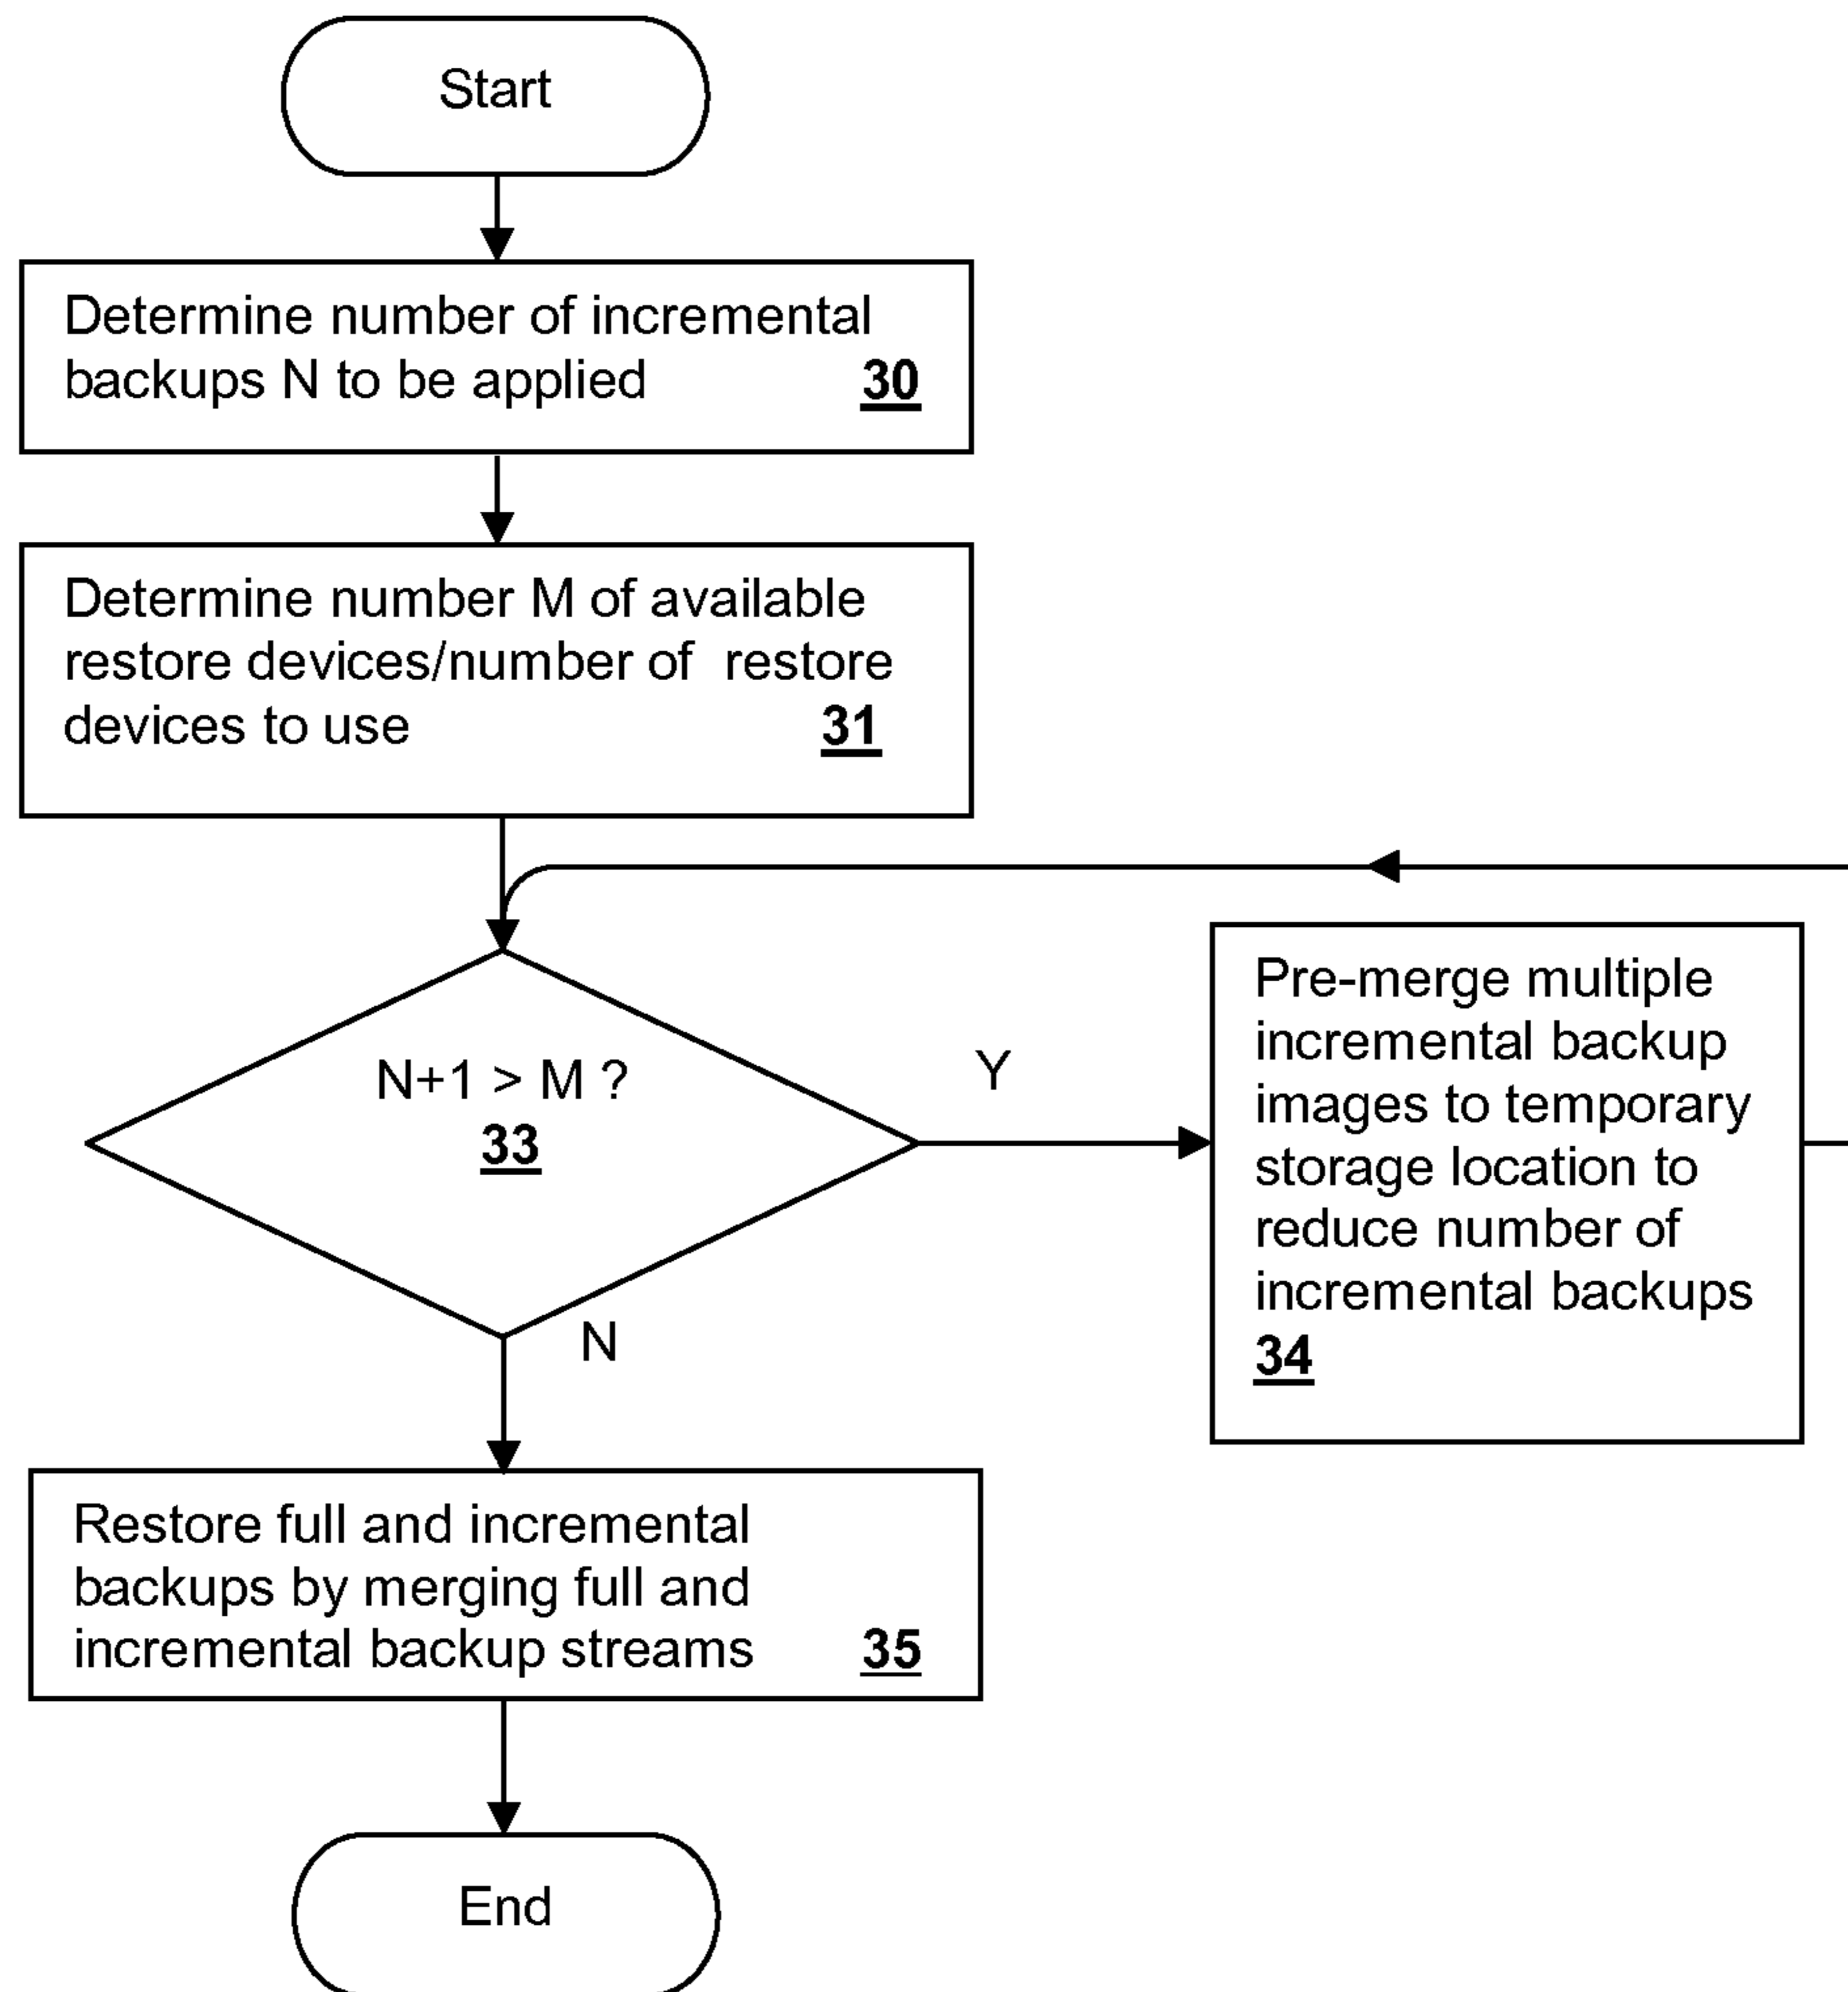 Start
Determine number of incremental
backups N to be applied 30
Determine number M of available
restore devices/number of restore
devices to use 31
N+1 > M ?
33
Y
Pre-merge multiple
incremental backup
images to temporary
storage location to
reduce number of
incremental backups
34
N
Restore full and incremental
backups by merging full and
incremental backup streams 35
End